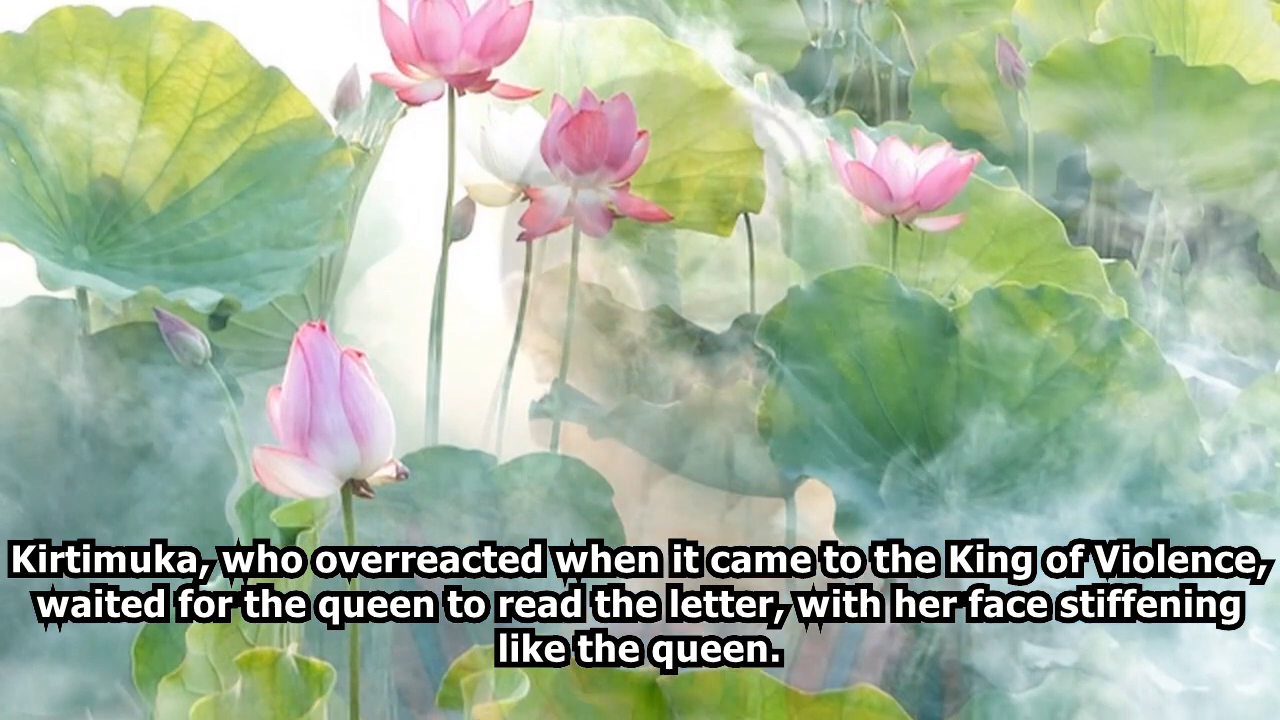 Kirtimuka, who overreacted when it came to the King of Violence,
waited for the queen to read the letter, with her face stiffening
like the queen.